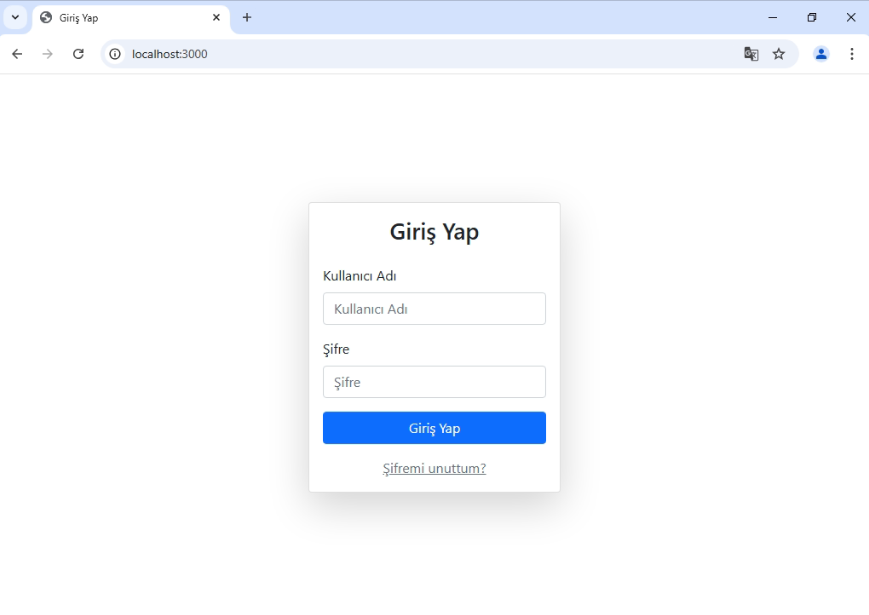 Giriş Yap
localhost:3000
Giriş Yap
Kullanıcı Adı
Kullanıcı Adı
Şifre
Şifre
Giriş Yap
Şifremi unuttum?